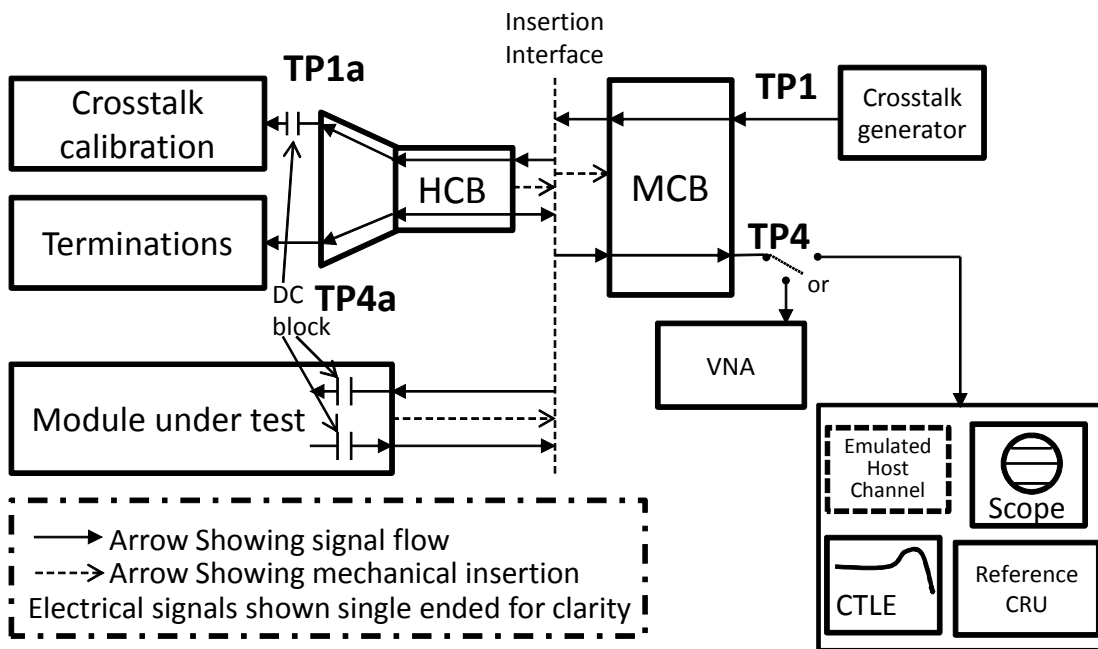 Insertion
Interface
TP1a
TP1
Crosstalk
calibration
Crosstalk
generator
HCB
MCB
Terminations
TP4
or
DC
block
TP4a
VNA
Module under test
Emulated
Host
Channel
Scope
CTLE
Reference
CRU
Arrow Showing signal flow
Arrow Showing mechanical insertion
Electrical signals shown single ended for clarity